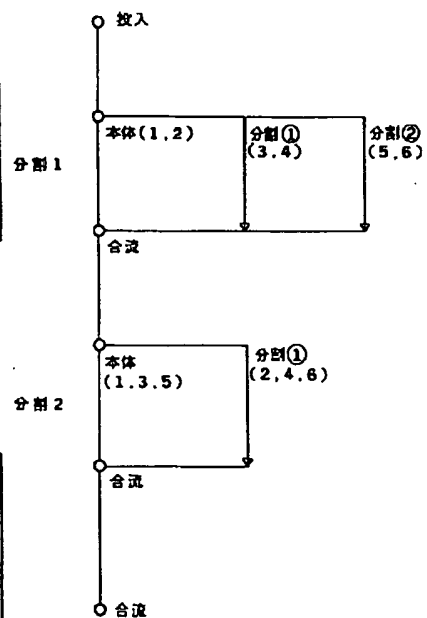 投入
本体(1,2)
分割①
(3.4)
分割②
(5,6)
分割1
合流
本体
(1.3.5)
分割①
(2,4,6)
分割2
合流
合流